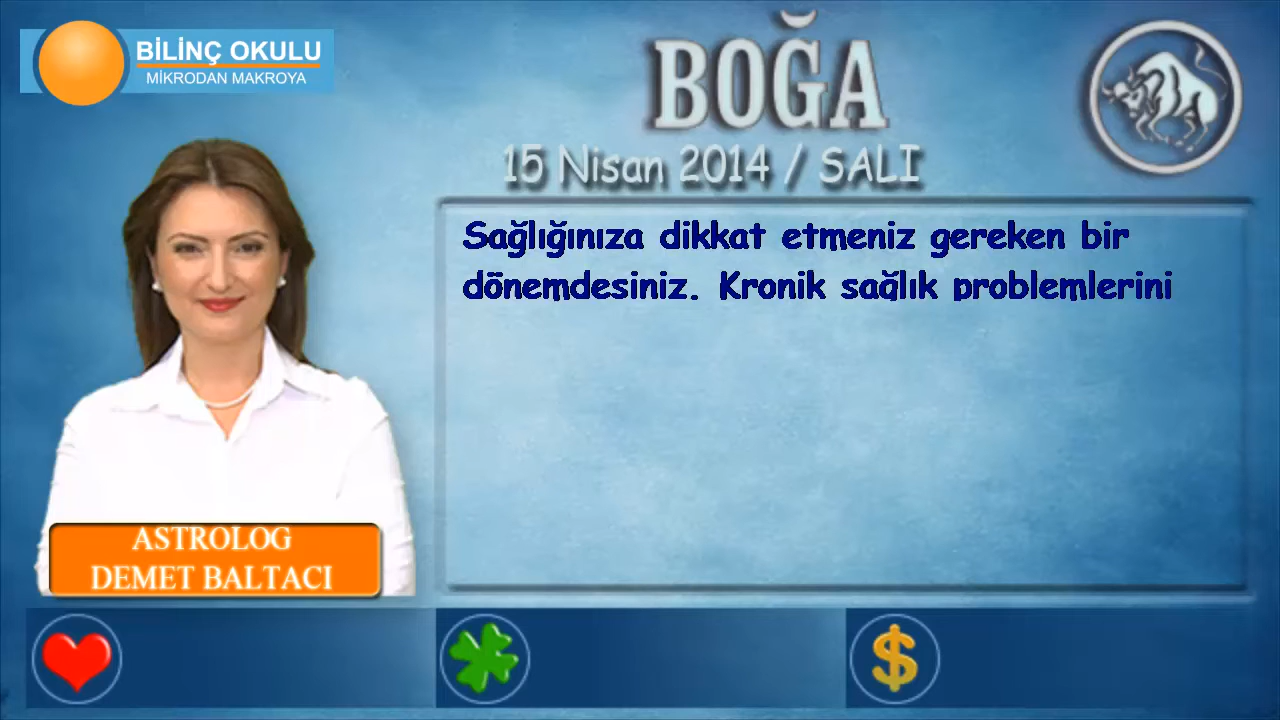 BİLİNÇ OKULU
MİKRODAN MAKROYA
BOĞA
15 Nisan 2014 / SALI
Sağlığınıza dikkat etmeniz gereken bir
dönemdesiniz. Kronik sağlık problemlerini
ASTROLOG
DEMET BALTACI
$